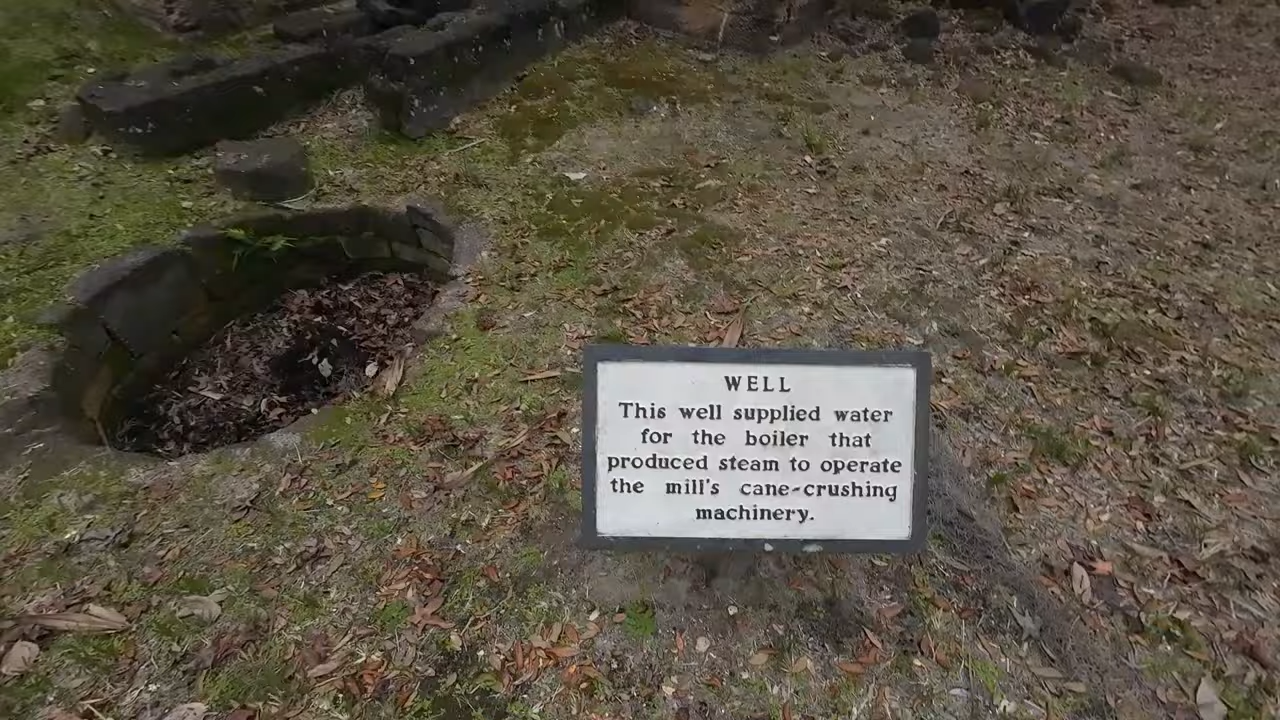 WELL
This well supplied water
for the boiler that
produced steam to operate
the mill's cane-crushing
machinery.